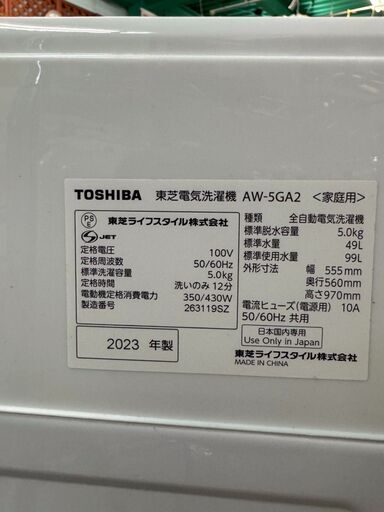 TOSHIBA 東芝電気洗濯機 AW-5GA2 <家庭用>
PS
E
JET
東芝ライフスタイル株式会社
定格電圧 100V
定格周波数 50/60Hz
標準洗濯容量 5.0kg
定格時間 洗いのみ 12分
電動機定格消費電力 350/430W
製造番号 263119SZ
2023 年製
種類 全自動電気洗濯機
標準脱水容量 5.0kg
標準水量 49L
標準使用水量 99L
外形寸法 幅 555mm
奥行560mm
高さ970mm
電流ヒューズ(電源用) 10A
50/60Hz 共用
日本国内専用
Use Only in Japan
東芝ライフスタイル株式会社
MADE IN CHINA